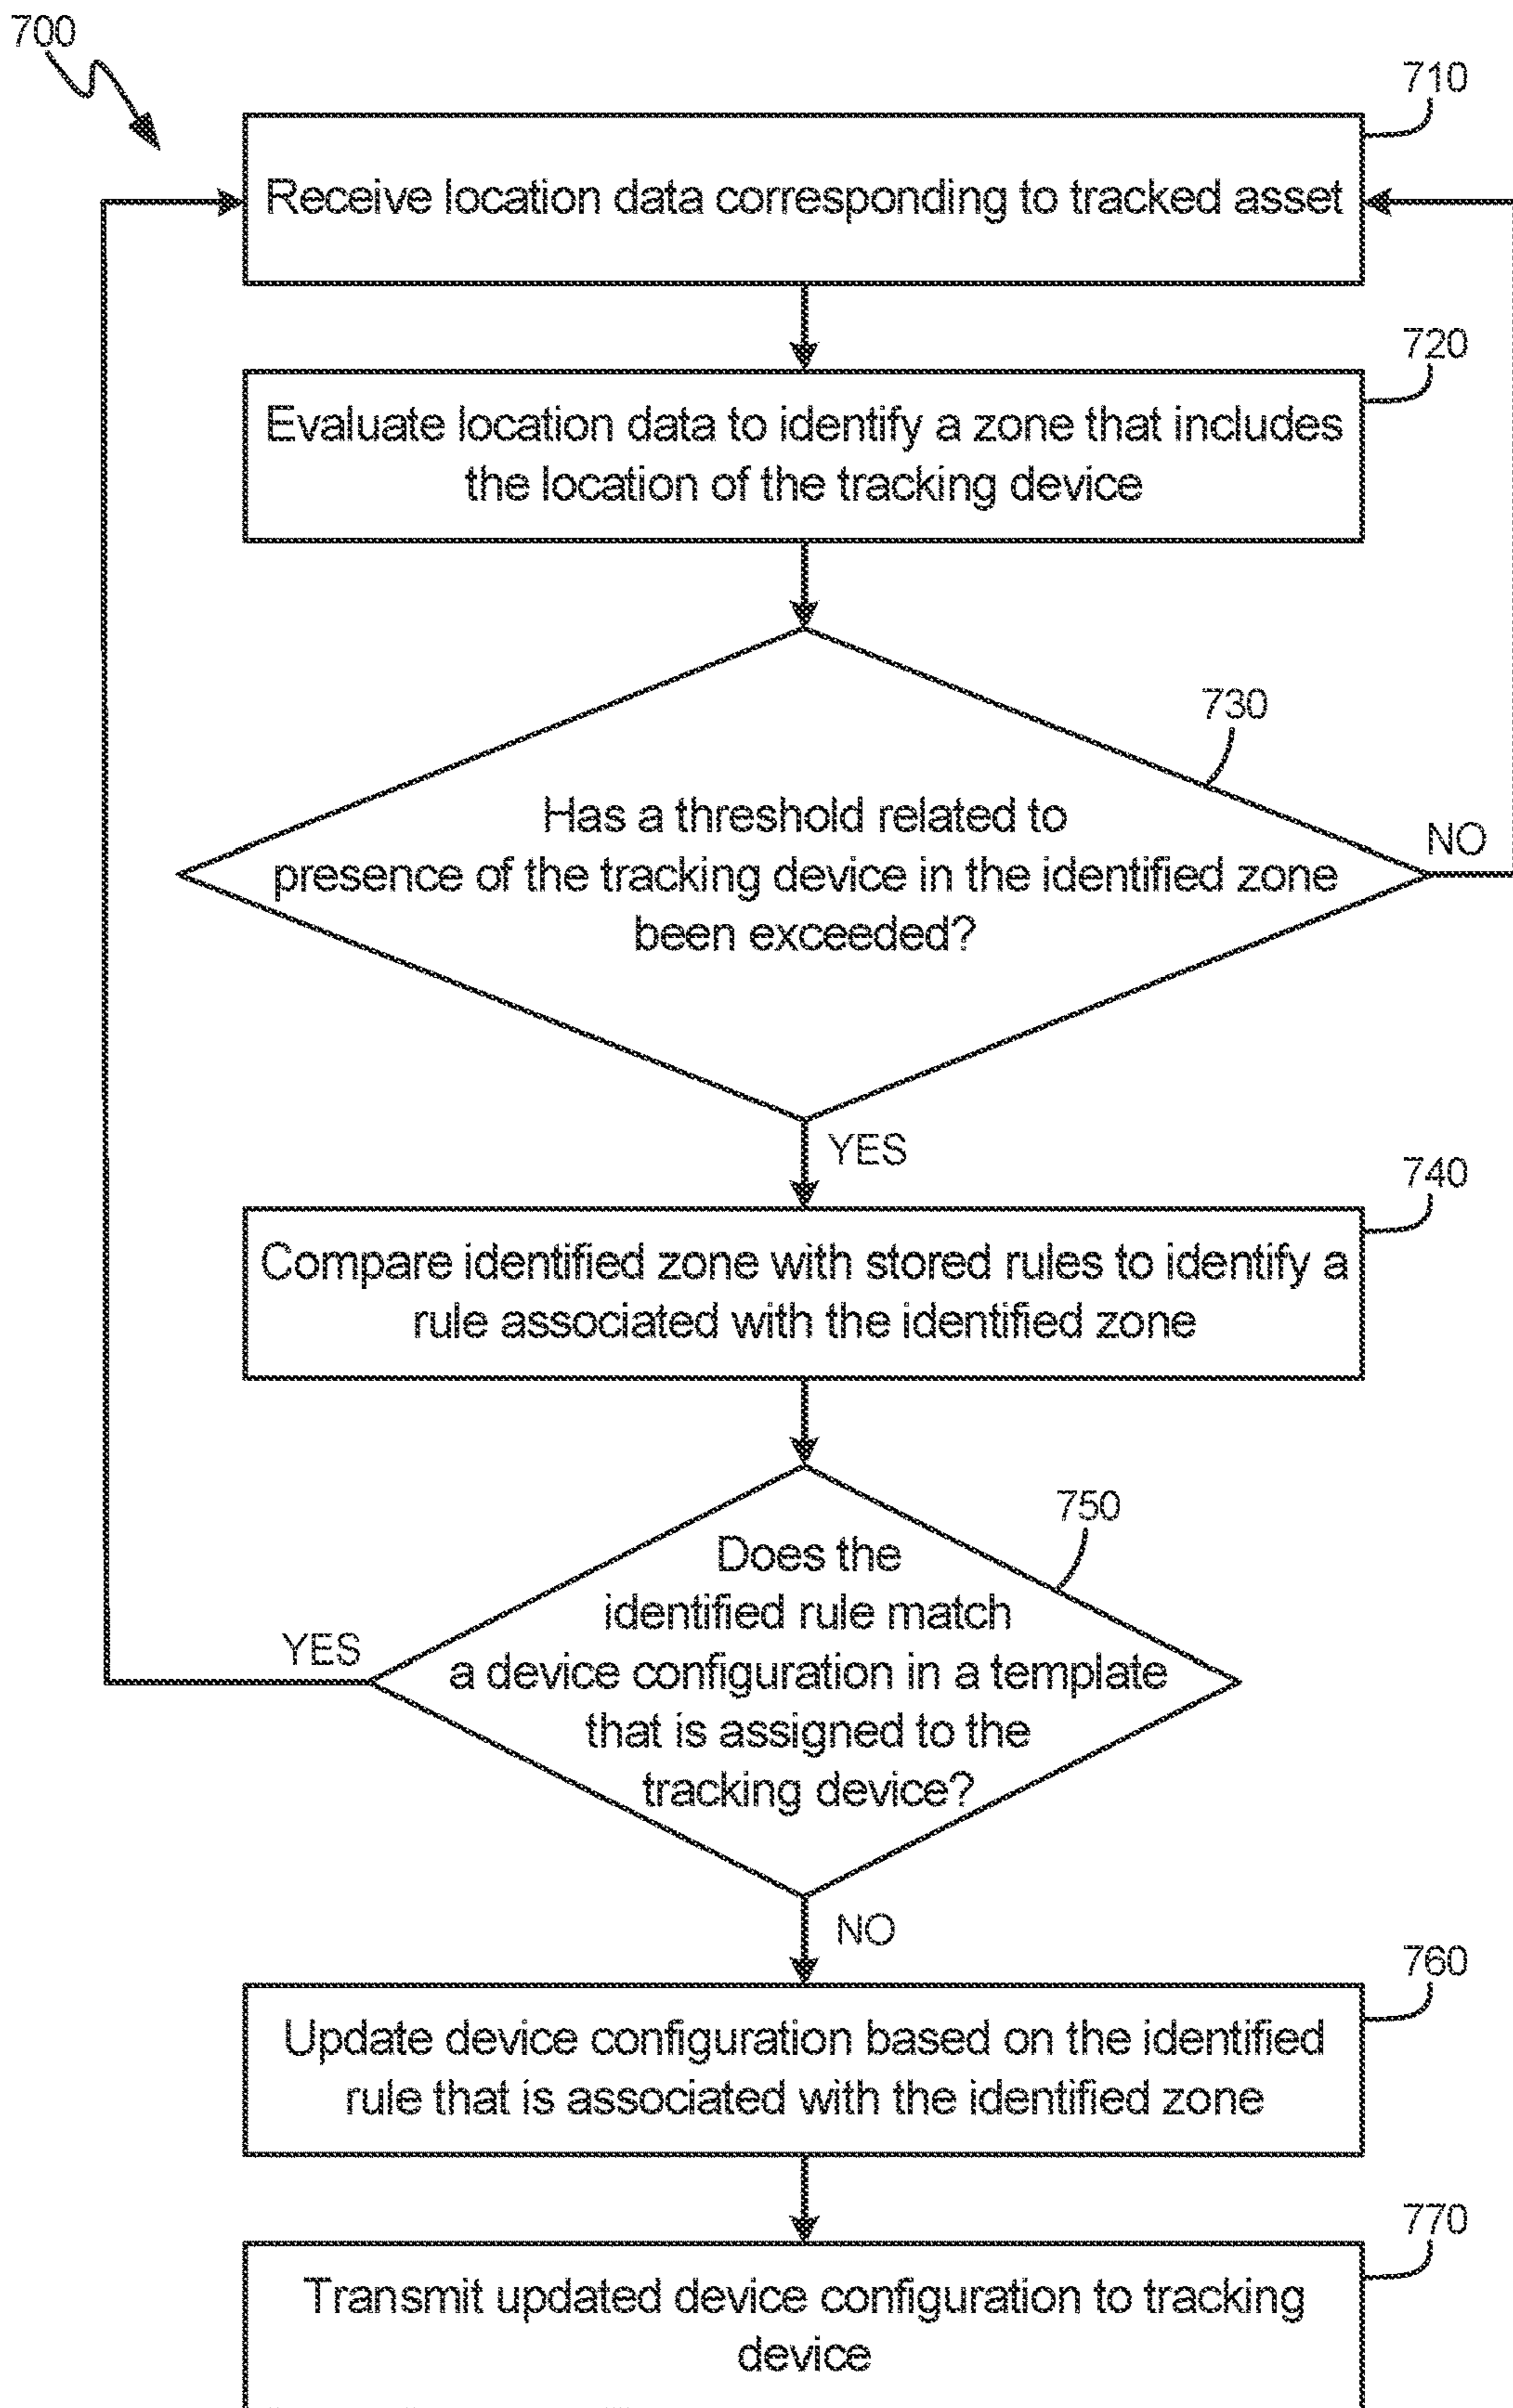 700
710
Receive location data corresponding to tracked asset
720
Evaluate location data to identify a zone that includes
the location of the tracking device
730
Has a threshold related to
presence of the tracking device in the identified zone
been exceeded?
NO
YES
740
Compare identified zone with stored rules to identify a
rule associated with the identified zone
750
Does the
identified rule match
a device configuration in a template
that is assigned to the
tracking device?
YES
NO
760
Update device configuration based on the identified
rule that is associated with the identified zone
770
Transmit updated device configuration to tracking
device